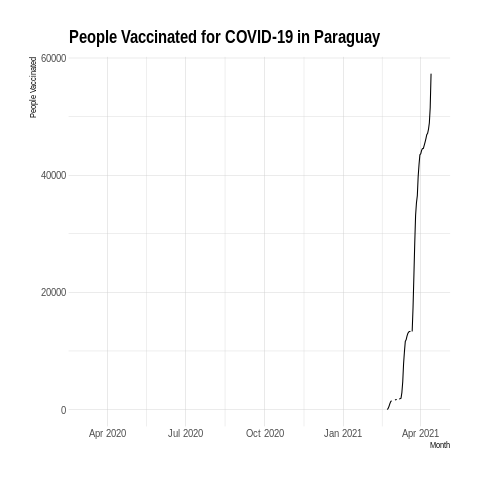 People Vaccinated for COVID-19 in Paraguay
People Vaccinated
60000
40000
20000
0
Apr 2020 Jul 2020 Oct 2020 Jan 2021 Apr 2021
Month